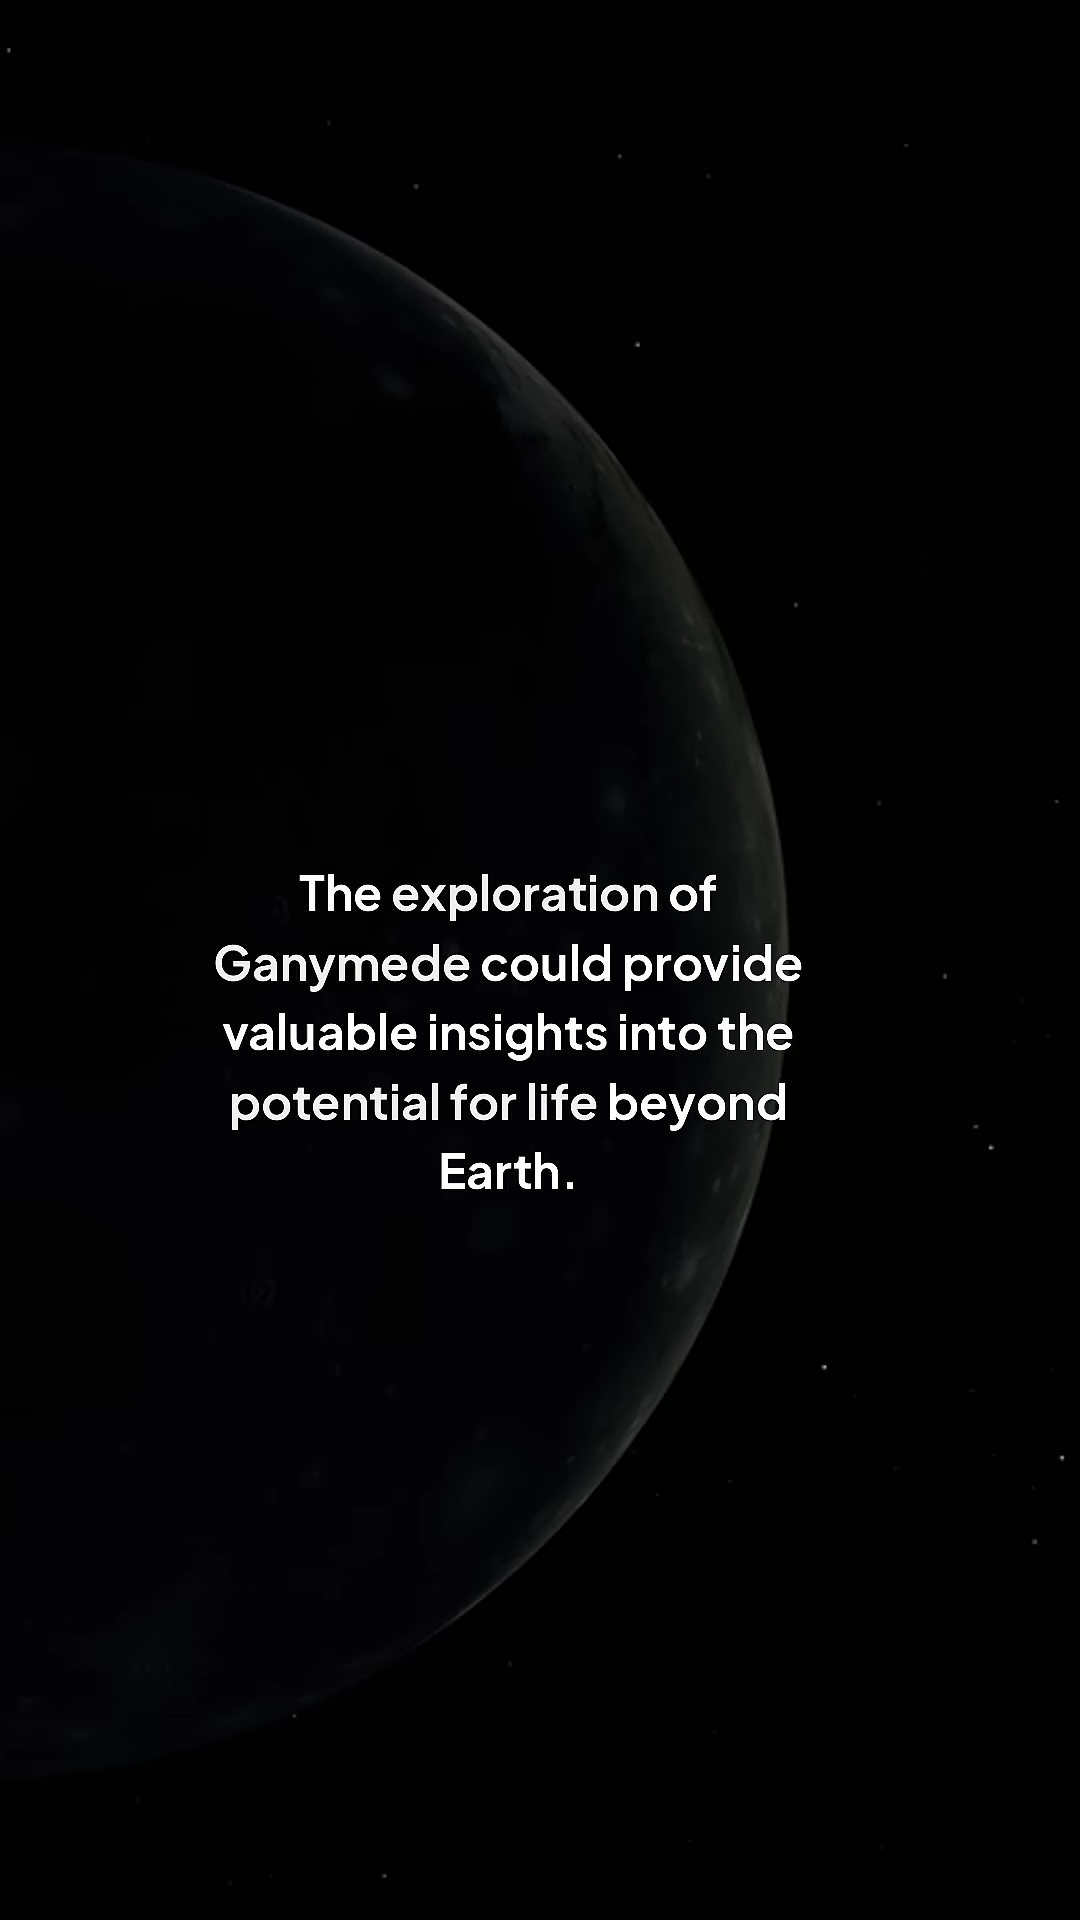 The exploration of
Ganymede could provide
valuable insights into the
potential for life beyond
Earth.